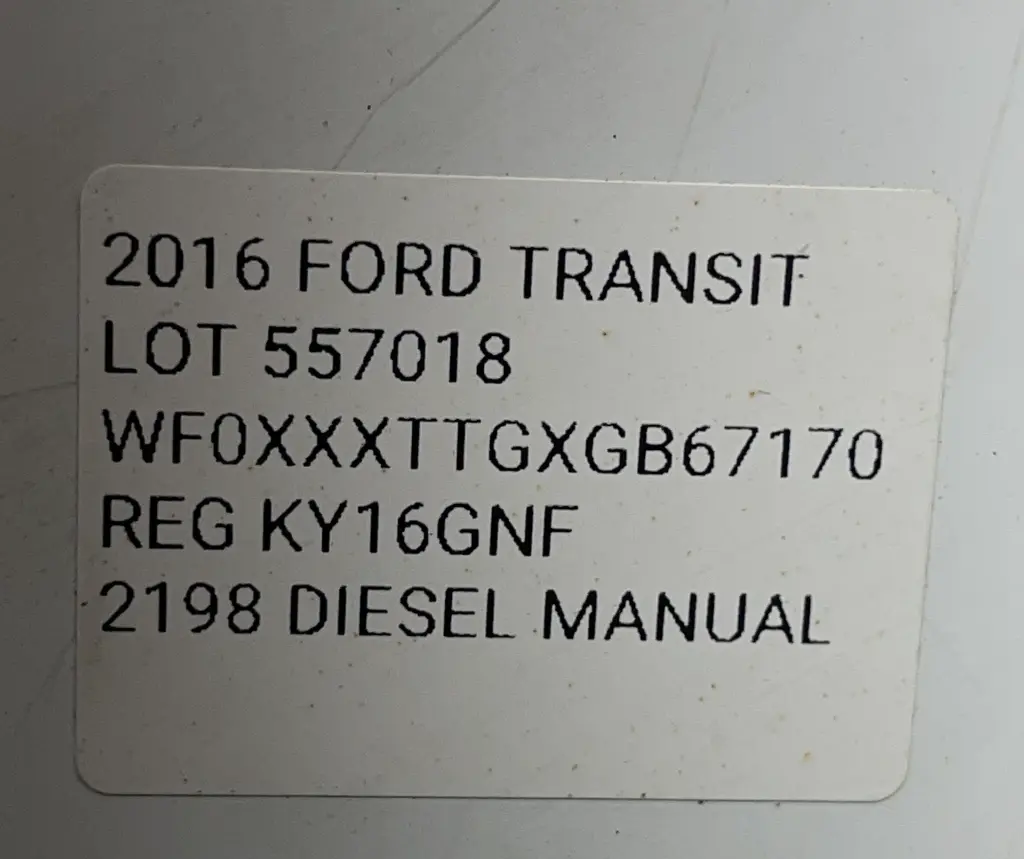 2016 FORD TRANSIT
LOT 557018
WF0XXXTTGXGB67170
REG KY16GNF
2198 DIESEL MANUAL